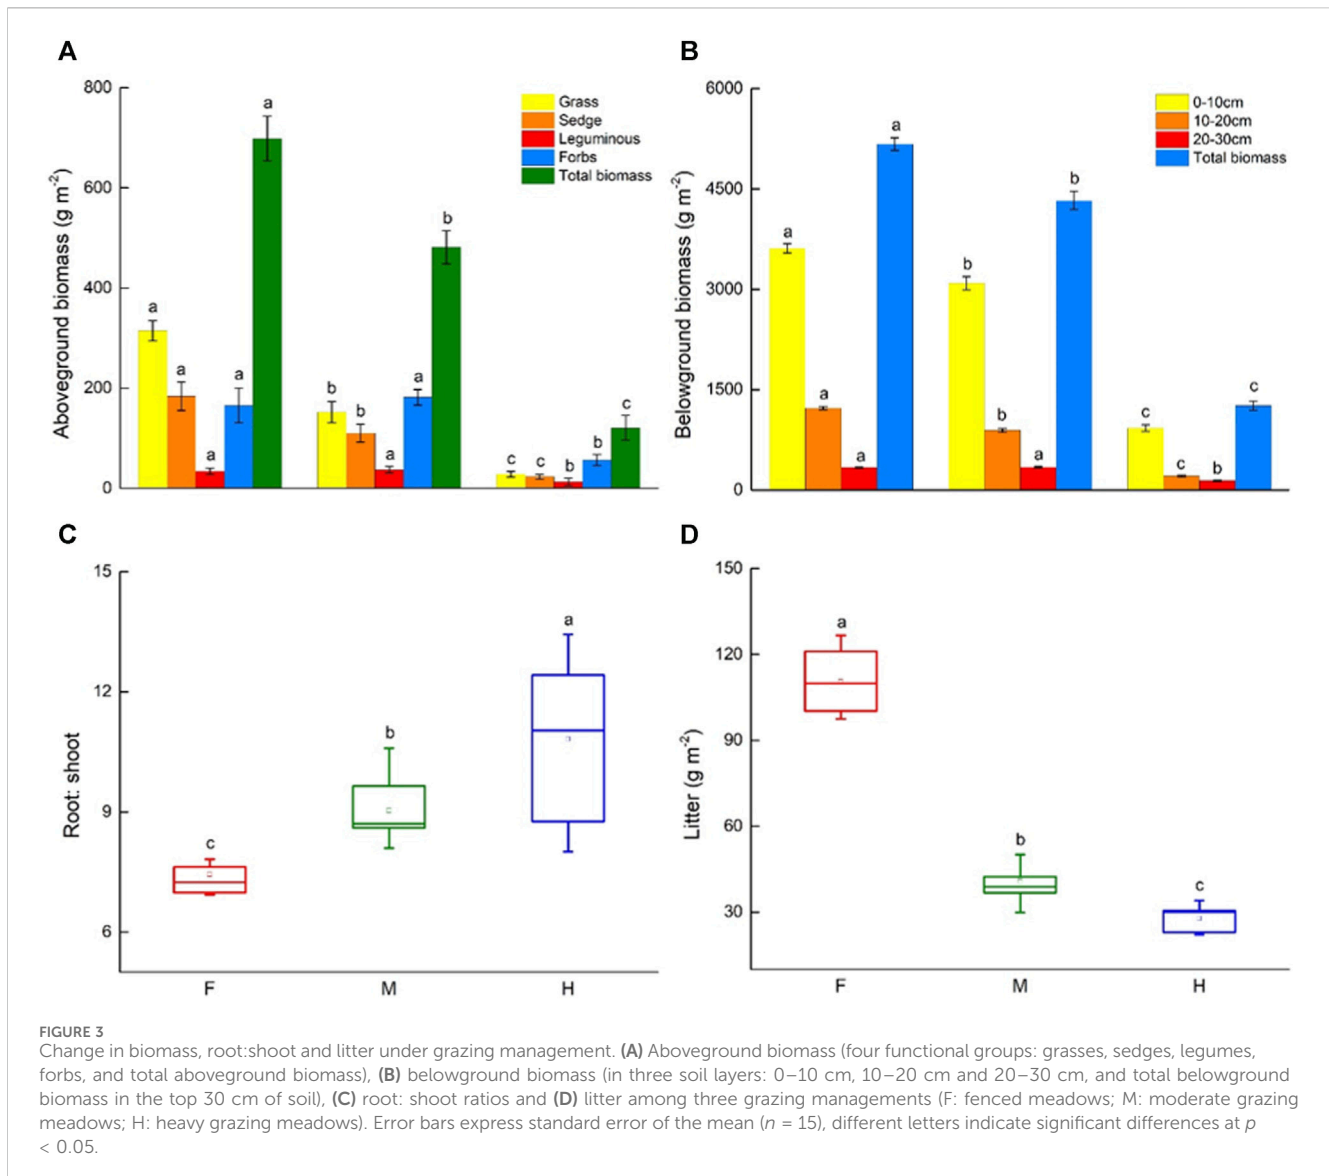 A
800
600
400
200
0
Aboveground biomass (g m-2)
Grass
Sedge
Leguminous
Forbs
Total biomass
a
a
a
a
a
b
b
a
a
b
c
c
b
b
c
B
6000
4500
3000
1500
0
Belowground biomass (g m-2)
0-10cm
10-20cm
20-30cm
Total biomass
a
a
a
a
b
b
a
b
c
c
b
c
C
15
12
9
6
Root: shoot
c
b
a
F M H
D
150
120
90
60
30
Litter (g m-2)
a
b
c
F M H
FIGURE 3
Change in biomass, root:shoot and litter under grazing management. (A) Aboveground biomass (four functional groups: grasses, sedges, legumes,
forbs, and total aboveground biomass), (B) belowground biomass (in three soil layers: 0–10 cm, 10–20 cm and 20–30 cm, and total belowground
biomass in the top 30 cm of soil), (C) root: shoot ratios and (D) litter among three grazing managements (F: fenced meadows; M: moderate grazing
meadows; H: heavy grazing meadows). Error bars express standard error of the mean (n = 15), different letters indicate significant differences at p
< 0.05.